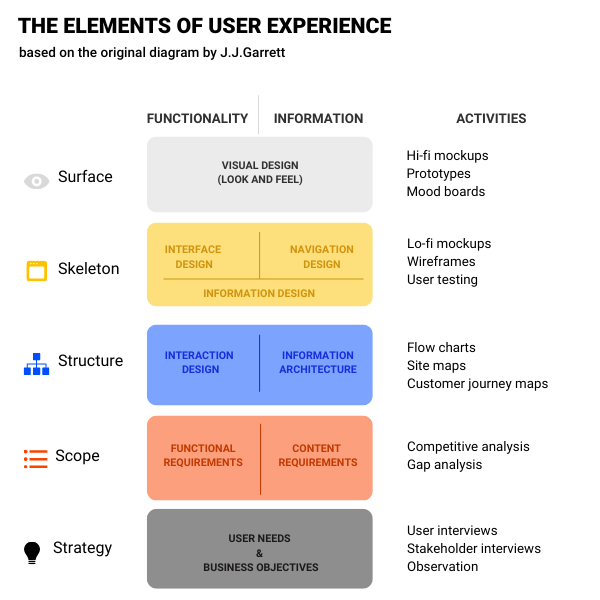 THE ELEMENTS OF USER EXPERIENCE
based on the original diagram by J.J.Garrett
FUNCTIONALITY
INFORMATION
ACTIVITIES
Surface
VISUAL DESIGN
(LOOK AND FEEL)
Hi-fi mockups
Prototypes
Mood boards
Skeleton
INTERFACE
DESIGN
NAVIGATION
DESIGN
INFORMATION DESIGN
Lo-fi mockups
Wireframes
User testing
Structure
INTERACTION
DESIGN
INFORMATION
ARCHITECTURE
Flow charts
Site maps
Customer journey maps
Scope
FUNCTIONAL
REQUIREMENTS
CONTENT
REQUIREMENTS
Competitive analysis
Gap analysis
Strategy
USER NEEDS
&
BUSINESS OBJECTIVES
User interviews
Stakeholder interviews
Observation